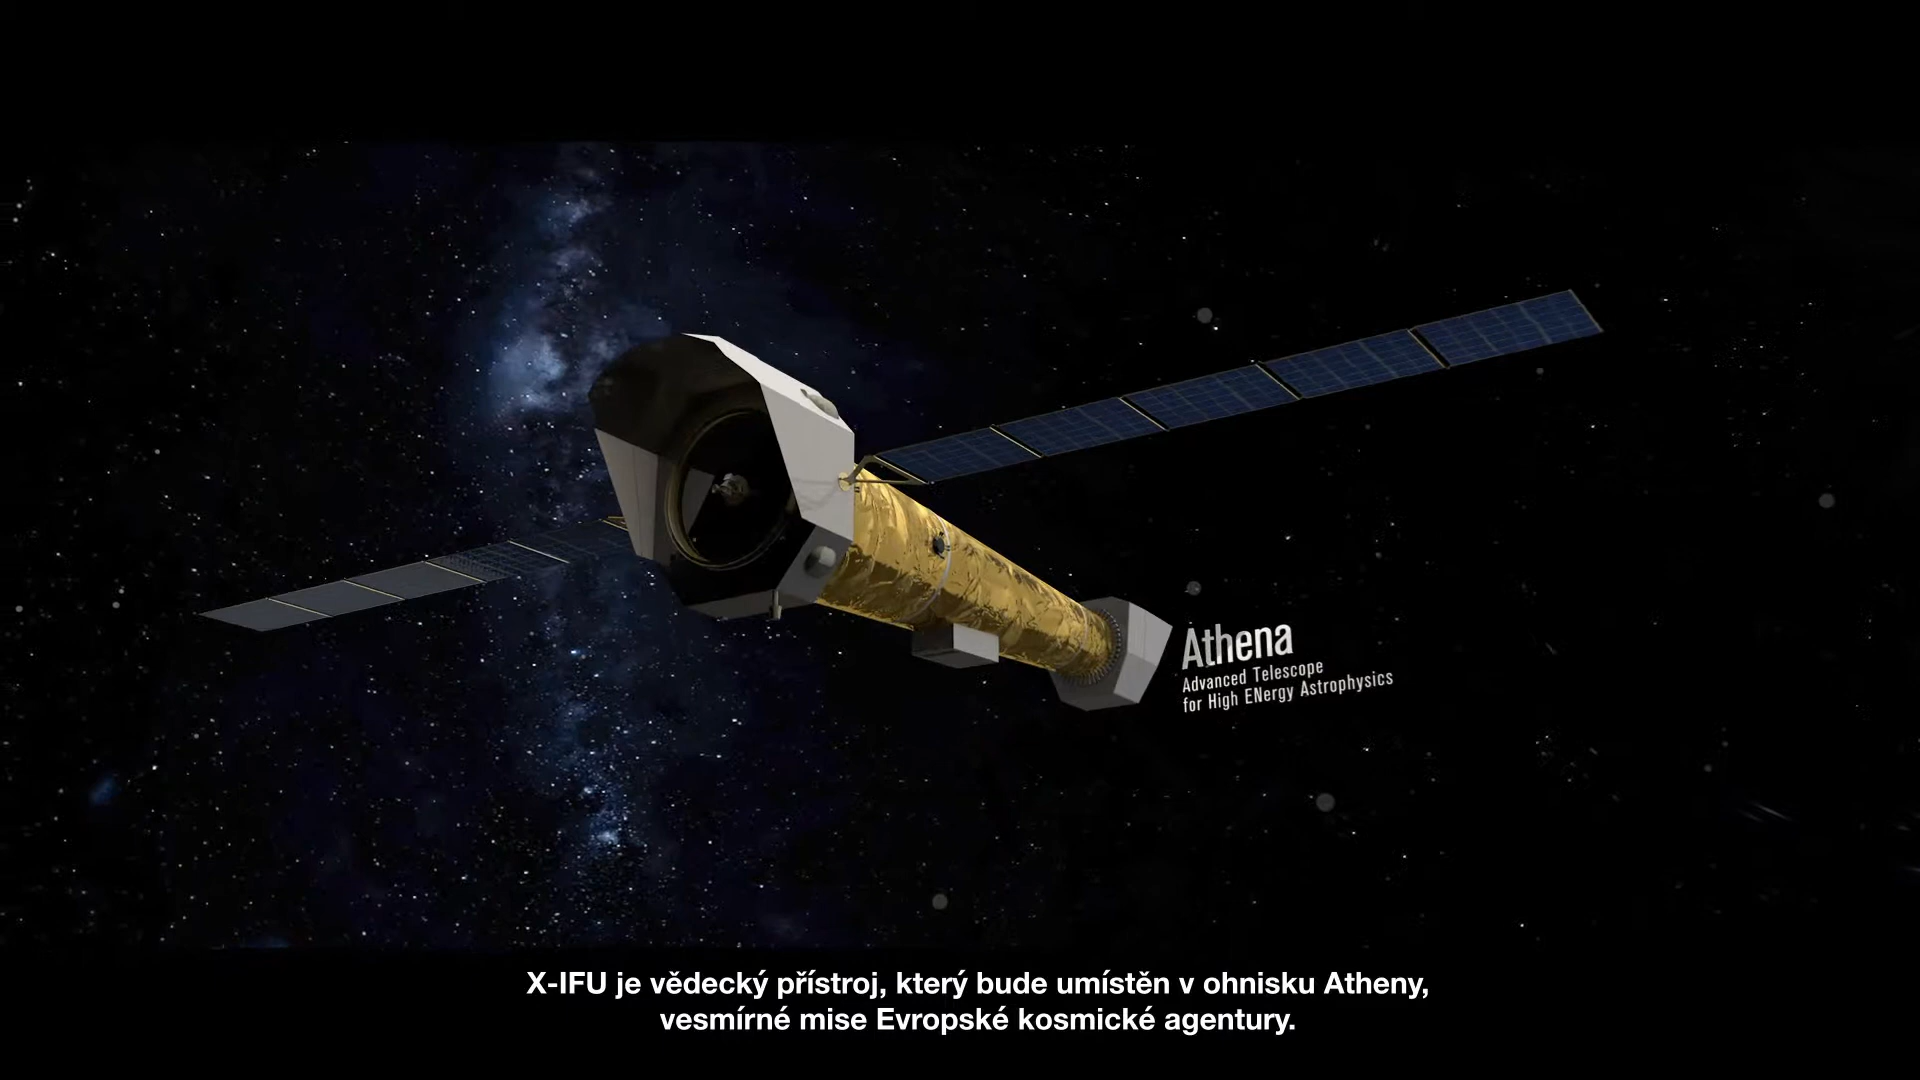 Athena
Advanced Telescope
for High ENergy Astrophysics
X-IFU je vědecký přístroj, který bude umístěn v ohnisku Atheny,
vesmírné mise Evropské kosmické agentury.